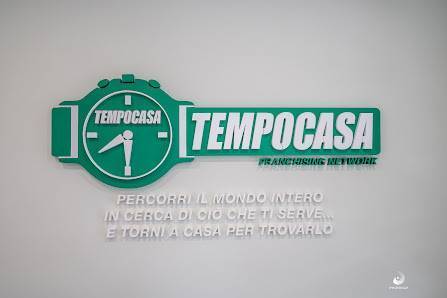 TEMPOCASA
TEMPOCASA
FRANCHISING NETWORK
PERCORRI IL MONDO INTERO
IN CERCA DI CIÒ CHE TI SERVE...
E TORNI A CASA PER TROVARLO